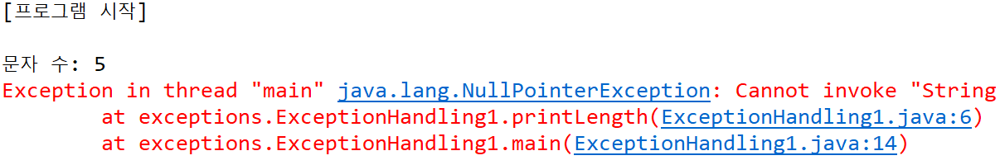 [프로그램 시작]
문자 수: 5
Exception in thread "main" java.lang.NullPointerException: Cannot invoke "String
at exceptions.ExceptionHandling1.printLength(ExceptionHandling1.java:6)
at exceptions.ExceptionHandling1.main(ExceptionHandling1.java:14)